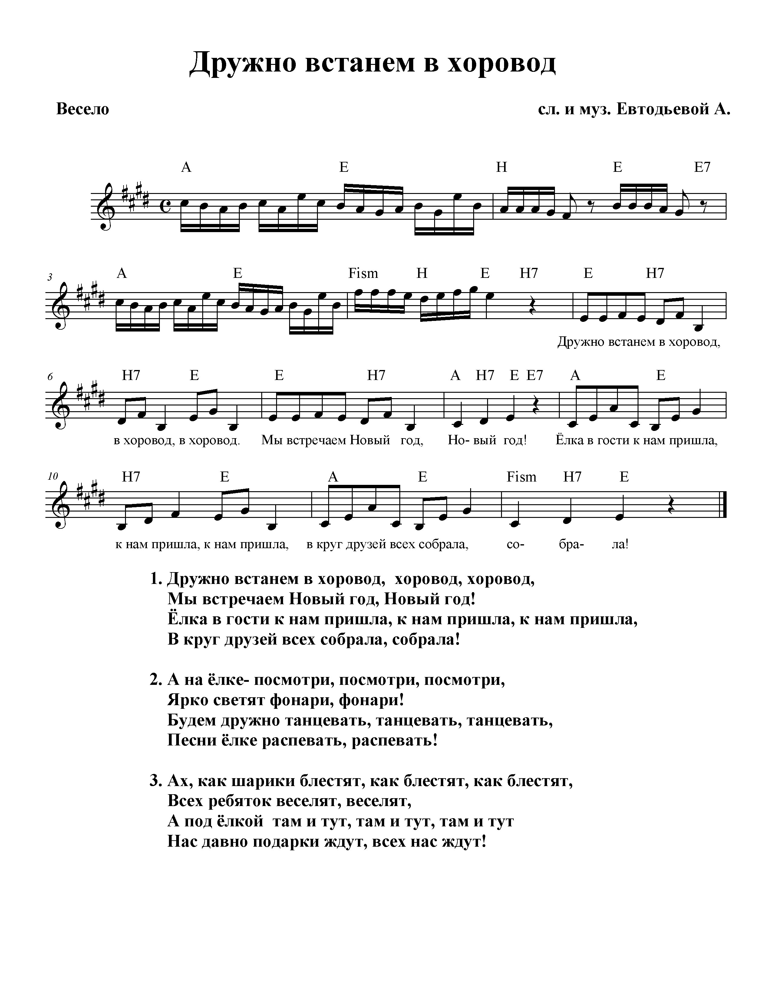 Дружно встанем в хоровод
Весело сл. и муз. Евтодьевой А.
A E H E E7
3 A E Fism H E H7 E H7
Дружно встанем в хоровод,
6 H7 E E H7 A H7 E E7 A E
в хоровод, в хоровод. Мы встречаем Новый год, Но- вый год! Ёлка в гости к нам пришла,
10 H7 E A E Fism H7 E
к нам пришла, к нам пришла, в круг друзей всех собрала, со- бра- ла!
1. Дружно встанем в хоровод, хоровод, хоровод,
Мы встречаем Новый год, Новый год!
Ёлка в гости к нам пришла, к нам пришла, к нам пришла,
В круг друзей всех собрала, собрала!
2. А на ёлке- посмотри, посмотри, посмотри,
Ярко светят фонари, фонари!
Будем дружно танцевать, танцевать, танцевать,
Песни ёлке распевать, распевать!
3. Ах, как шарики блестят, как блестят, как блестят,
Всех ребяток веселят, веселят,
А под ёлкой там и тут, там и тут, там и тут
Нас давно подарки ждут, всех нас ждут!